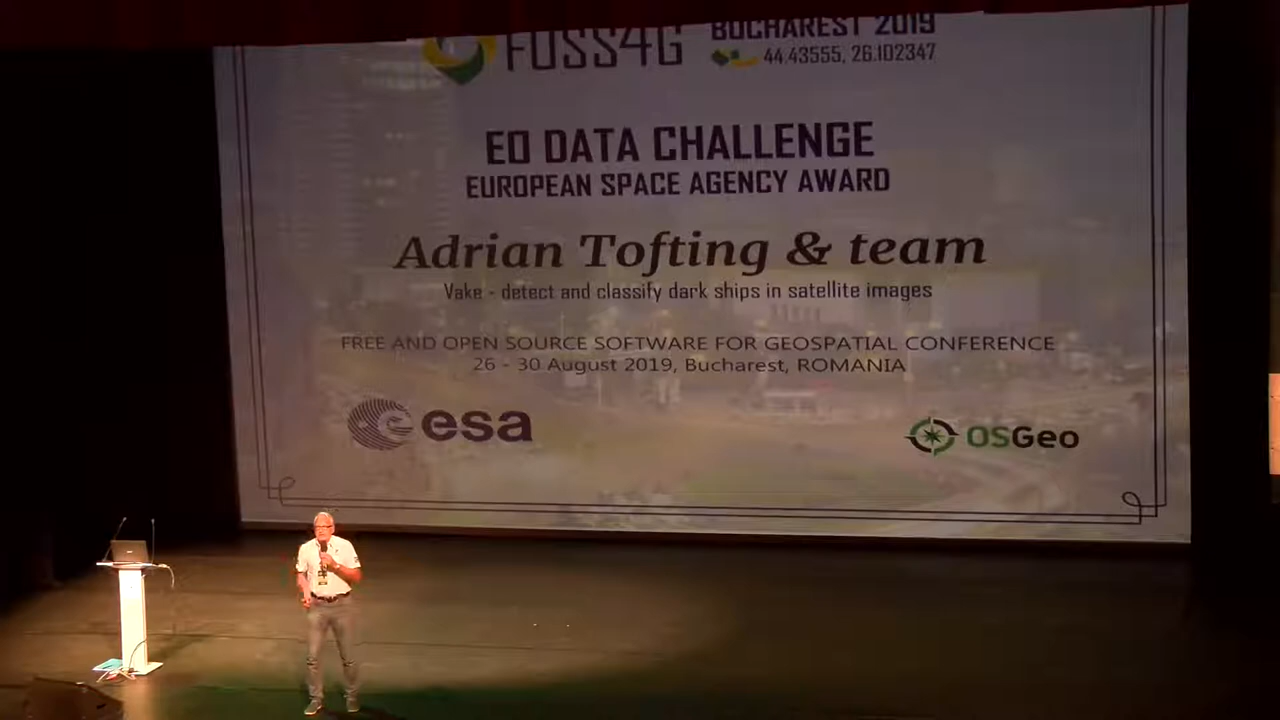 FOSS4G
BUCHAREST 2019
44.43555, 26.102347
EO DATA CHALLENGE
EUROPEAN SPACE AGENCY AWARD
Adrian Tofting & team
Vake - detect and classify dark ships in satellite images
FREE AND OPEN SOURCE SOFTWARE FOR GEOSPATIAL CONFERENCE
26 - 30 August 2019, Bucharest, ROMANIA
esa
OSGeo